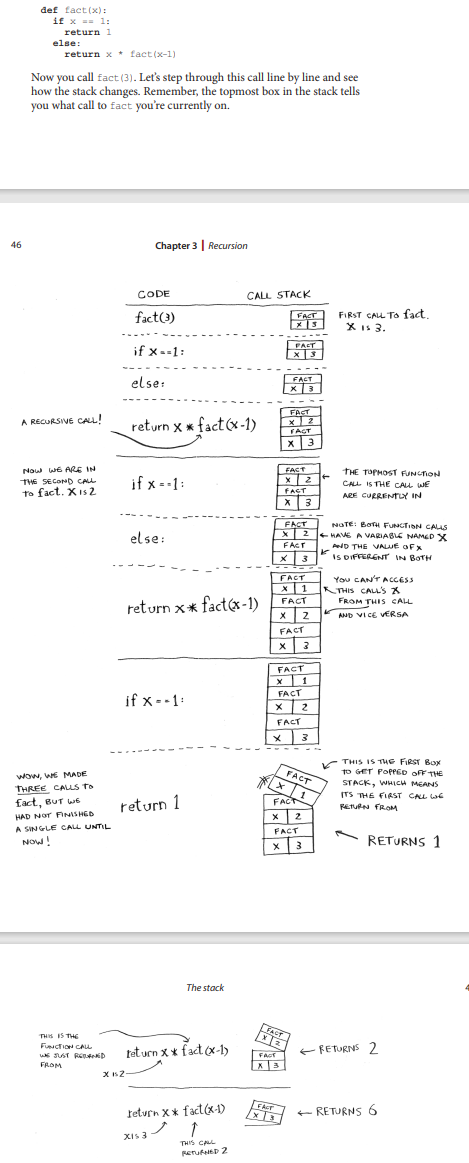 def fact(x):
if x == 1:
return 1
else:
return x * fact(x-1)
Now you call fact(3). Let's step through this call line by line and see
how the stack changes. Remember, the topmost box in the stack tells
you what call to fact you're currently on.
46
Chapter 3 | Recursion
CODE
CALL STACK
fact(3)
FACT
X 3
FIRST CALL TO fact.
X IS 3.
if x==1:
FACT
X 3
else:
FACT
X 3
A RECURSIVE CALL!
return x * fact(x-1)
FACT
X 2
FACT
X 3
NOW WE ARE IN
THE SECOND CALL
TO fact. X IS 2
if x==1:
FACT
X 2
FACT
X 3
THE TOPMOST FUNCTION
CALL IS THE CALL WE
ARE CURRENTLY IN
else:
FACT
X 2
FACT
X 3
NOTE: BOTH FUNCTION CALLS
HAVE A VARIABLE NAMED X
AND THE VALUE OF X
IS DIFFERENT IN BOTH
return x * fact(x-1)
FACT
X 1
FACT
X 2
FACT
X 3
YOU CAN'T ACCESS
THIS CALL'S X
FROM THIS CALL
AND VICE VERSA
if x==1:
FACT
X 1
FACT
X 2
FACT
X 3
WOW, WE MADE
THREE CALLS TO
fact, BUT WE
HAD NOT FINISHED
A SINGLE CALL UNTIL
NOW!
return 1
FACT
X 1
FACT
X 2
FACT
X 3
THIS IS THE FIRST BOX
TO GET POPPED OFF THE
STACK, WHICH MEANS
ITS THE FIRST CALL WE
RETURN FROM
RETURNS 1
The stack
4
THIS IS THE
FUNCTION CALL
WE JUST RETURNED
FROM
return x * fact(x-1)
X IS 2
FACT
X 2
FACT
X 3
RETURNS 2
return x * fact(x-1)
X IS 3
THIS CALL
RETURNED 2
FACT
X 3
RETURNS 6